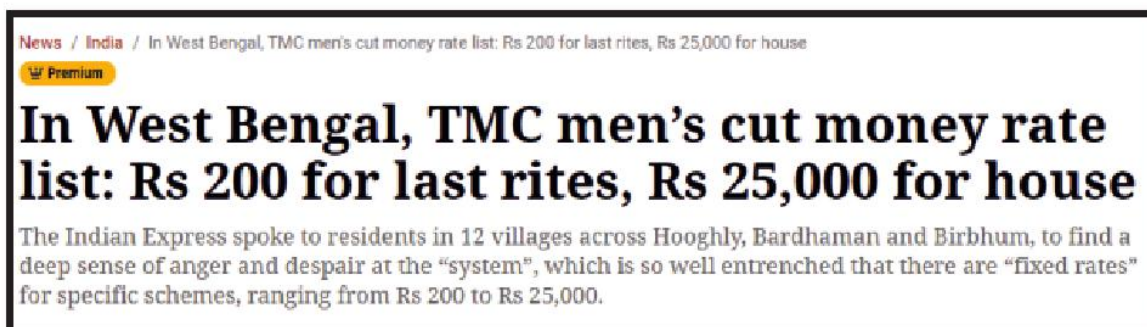 News / India / In West Bengal, TMC men's cut money rate list: Rs 200 for last rites, Rs 25,000 for house
Premium
In West Bengal, TMC men’s cut money rate
list: Rs 200 for last rites, Rs 25,000 for house
The Indian Express spoke to residents in 12 villages across Hooghly, Bardhaman and Birbhum, to find a
deep sense of anger and despair at the “system”, which is so well entrenched that there are “fixed rates”
for specific schemes, ranging from Rs 200 to Rs 25,000.